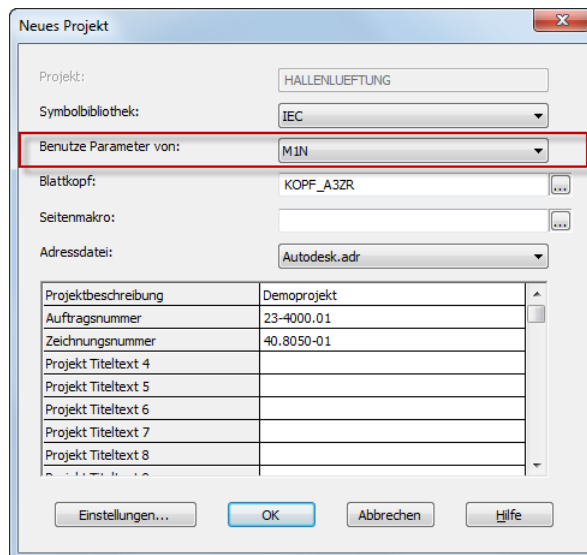 Neues Projekt
Projekt: HALLENLUEFTUNG
Symbolbibliothek: IEC
Benutze Parameter von: M1N
Blattkopf: KOPF_A3ZR ...
Seitenmakro: ...
Adressdatei: Autodesk.adr
Projektbeschreibung Demoprojekt
Auftragsnummer 23-4000.01
Zeichnungsnummer 40.8050-01
Projekt Titeltext 4
Projekt Titeltext 5
Projekt Titeltext 6
Projekt Titeltext 7
Projekt Titeltext 8
Einstellungen... OK Abbrechen Hilfe